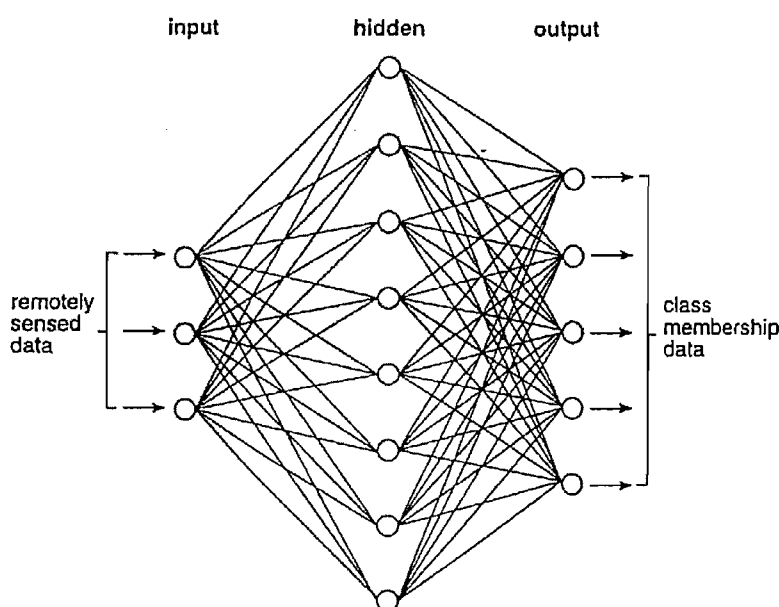 input
hidden
output
remotely
sensed
data
class
membership
data